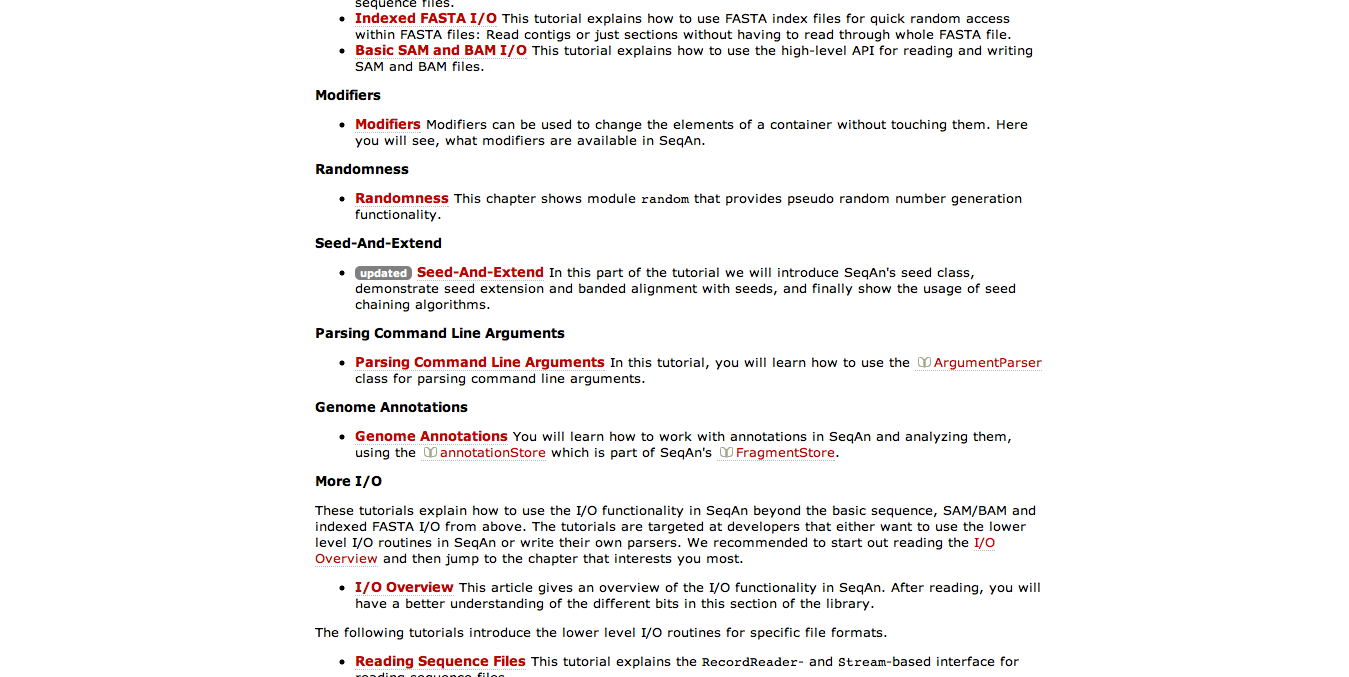 sequence files.
Indexed FASTA I/O This tutorial explains how to use FASTA index files for quick random access
within FASTA files: Read contigs or just sections without having to read through whole FASTA file.
Basic SAM and BAM I/O This tutorial explains how to use the high-level API for reading and writing
SAM and BAM files.
Modifiers
Modifiers Modifiers can be used to change the elements of a container without touching them. Here
you will see, what modifiers are available in SeqAn.
Randomness
Randomness This chapter shows module random that provides pseudo random number generation
functionality.
Seed-And-Extend
updated Seed-And-Extend In this part of the tutorial we will introduce SeqAn's seed class,
demonstrate seed extension and banded alignment with seeds, and finally show the usage of seed
chaining algorithms.
Parsing Command Line Arguments
Parsing Command Line Arguments In this tutorial, you will learn how to use the ArgumentParser
class for parsing command line arguments.
Genome Annotations
Genome Annotations You will learn how to work with annotations in SeqAn and analyzing them,
using the annotationStore which is part of SeqAn's FragmentStore.
More I/O
These tutorials explain how to use the I/O functionality in SeqAn beyond the basic sequence, SAM/BAM and
indexed FASTA I/O from above. The tutorials are targeted at developers that either want to use the lower
level I/O routines in SeqAn or write their own parsers. We recommended to start out reading the I/O
Overview and then jump to the chapter that interests you most.
I/O Overview This article gives an overview of the I/O functionality in SeqAn. After reading, you will
have a better understanding of the different bits in this section of the library.
The following tutorials introduce the lower level I/O routines for specific file formats.
Reading Sequence Files This tutorial explains the RecordReader- and Stream-based interface for
reading sequence files.